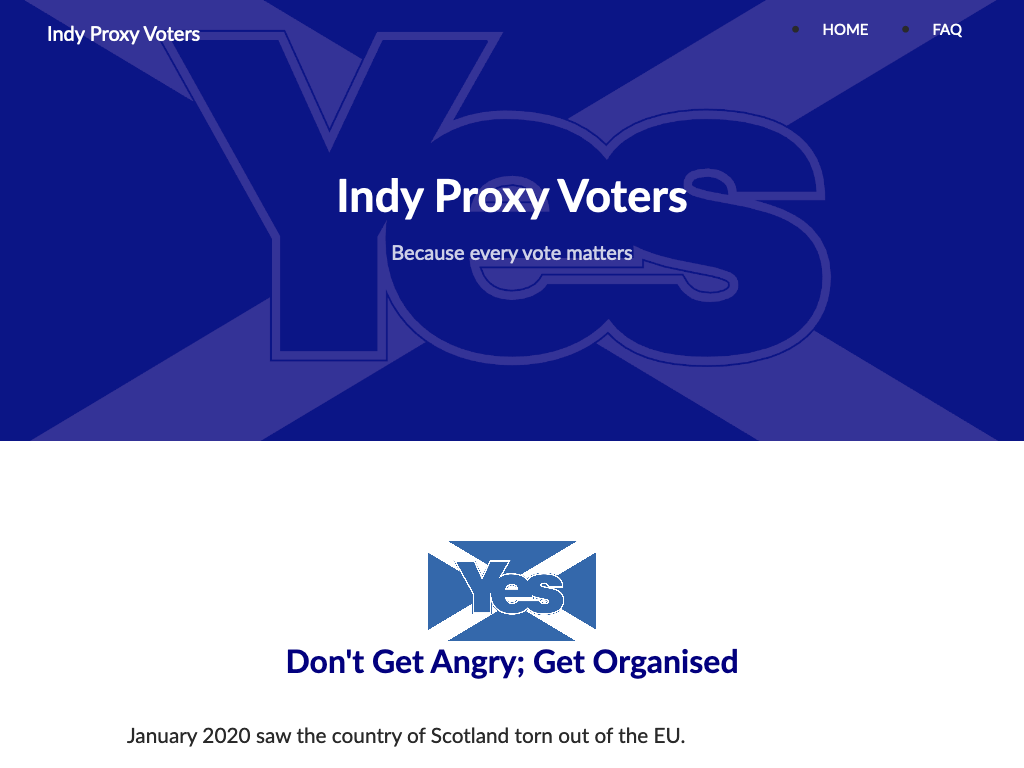 Indy Proxy Voters
HOME
FAQ
Yes
Indy Proxy Voters
Because every vote matters
Yes
Don't Get Angry; Get Organised
January 2020 saw the country of Scotland torn out of the EU.